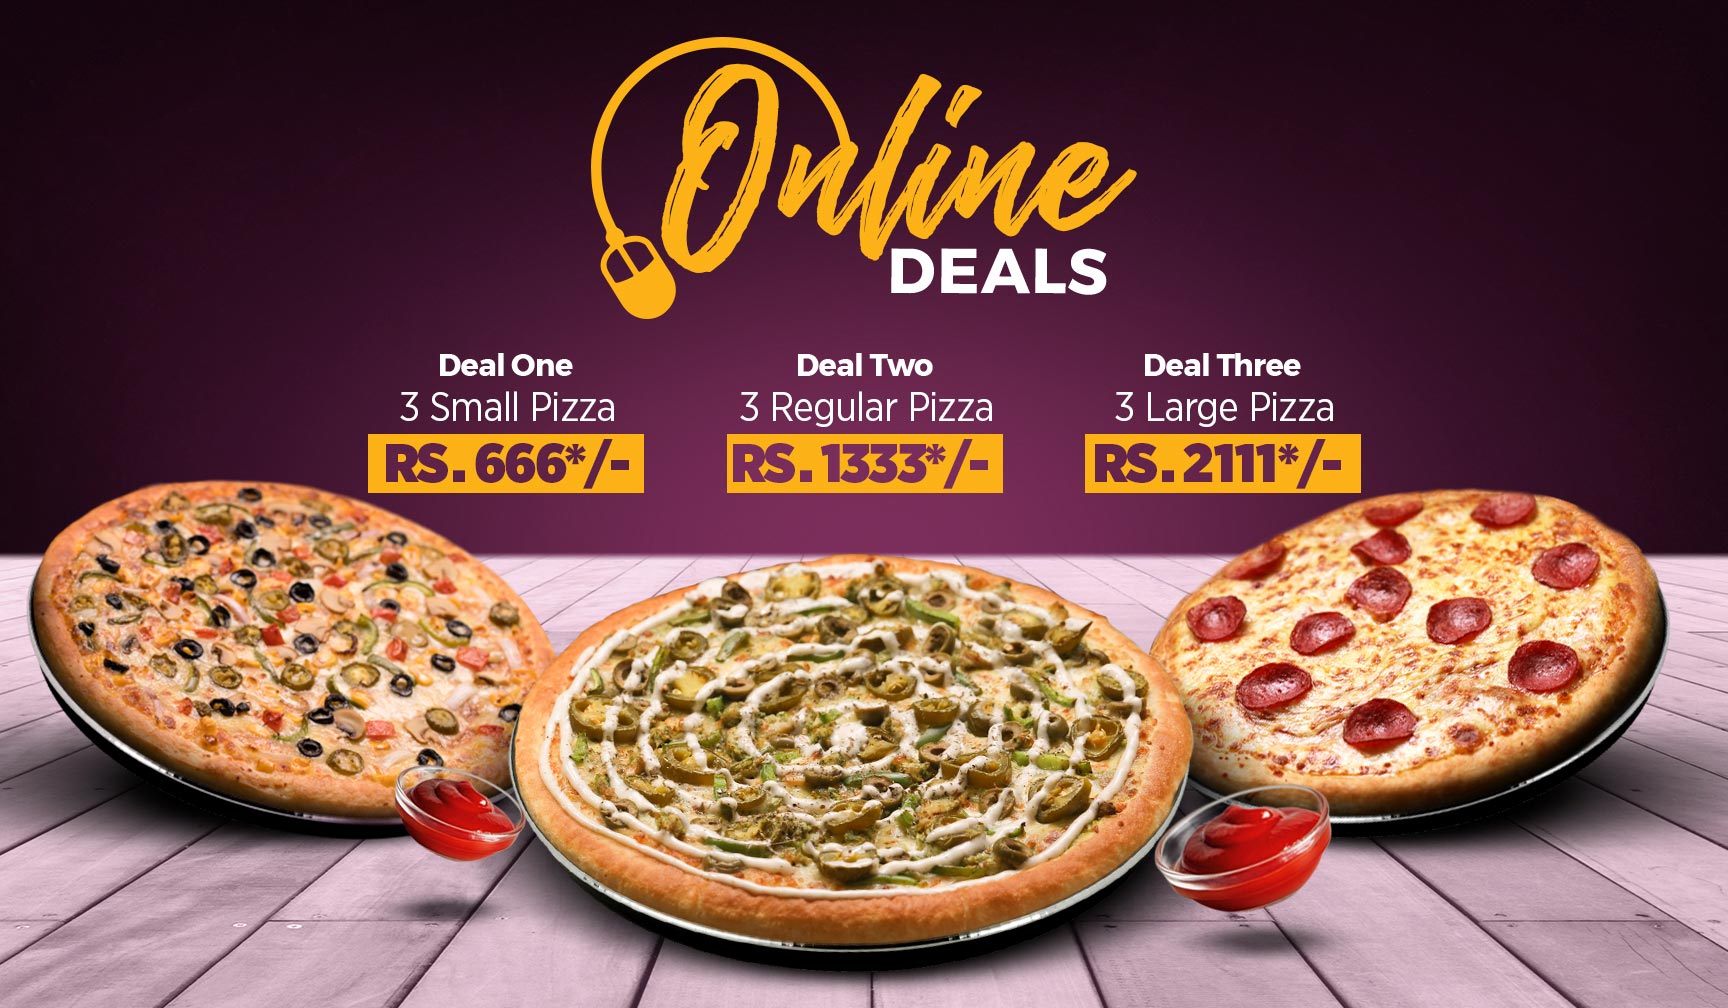 Online
DEALS
Deal One
3 Small Pizza
RS. 666*/-
Deal Two
3 Regular Pizza
RS. 1333*/-
Deal Three
3 Large Pizza
RS. 2111*/-